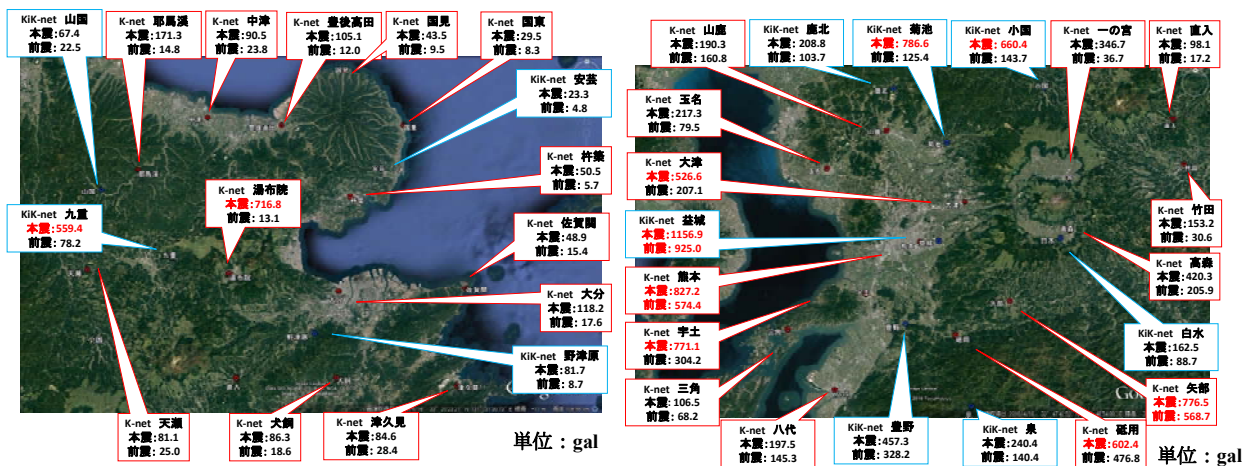 KiK-net 山国
本震:67.4
前震: 22.5
K-net 耶馬溪
本震:171.3
前震: 14.8
K-net 中津
本震:90.5
前震: 23.8
K-net 豊後高田
本震:105.1
前震: 12.0
K-net 国見
本震:43.5
前震: 9.5
K-net 国東
本震:29.5
前震: 8.3
KiK-net 安芸
本震:23.3
前震: 4.8
K-net 杵築
本震:50.5
前震: 5.7
K-net 湯布院
本震:716.8
前震: 13.1
KiK-net 九重
本震:559.4
前震: 78.2
K-net 佐賀関
本震:48.9
前震: 15.4
K-net 大分
本震:118.2
前震: 17.6
KiK-net 野津原
本震:81.7
前震: 8.7
K-net 天瀬
本震:81.1
前震: 25.0
K-net 犬飼
本震:86.3
前震: 18.6
K-net 津久見
本震:84.6
前震: 28.4
単位：gal
K-net 山鹿
本震:190.3
前震: 160.8
KiK-net 鹿北
本震:208.8
前震: 103.7
KiK-net 菊池
本震: 786.6
前震: 125.4
KiK-net 小国
本震: 660.4
前震: 143.7
K-net 一の宮
本震:346.7
前震: 36.7
K-net 直入
本震: 98.1
前震: 17.2
K-net 玉名
本震:217.3
前震: 79.5
K-net 大津
本震:526.6
前震: 207.1
KiK-net 益城
本震:1156.9
前震: 925.0
K-net 熊本
本震:827.2
前震: 574.4
K-net 宇土
本震:771.1
前震: 304.2
K-net 三角
本震:106.5
前震: 68.2
K-net 八代
本震:197.5
前震: 145.3
KiK-net 豊野
本震:457.3
前震: 328.2
KiK-net 泉
本震:240.4
前震: 140.4
K-net 砥用
本震:602.4
前震: 476.8
K-net 矢部
本震:776.5
前震: 568.7
KiK-net 白水
本震:162.5
前震: 88.7
K-net 高森
本震:420.3
前震: 205.9
K-net 竹田
本震:153.2
前震: 30.6
単位：gal